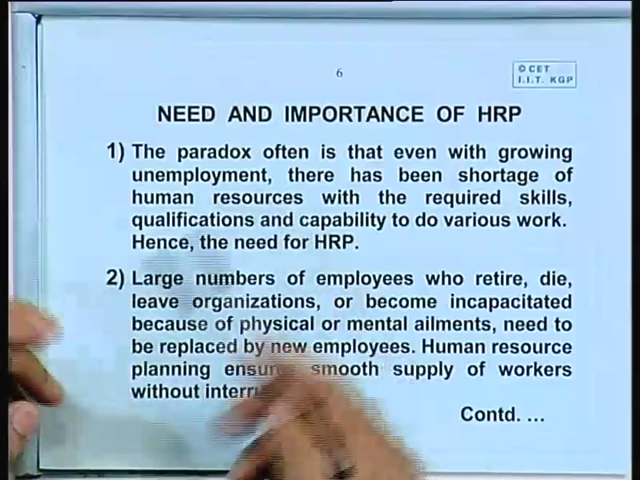 6
© CET
I.I.T. KGP
NEED AND IMPORTANCE OF HRP
1) The paradox often is that even with growing
unemployment, there has been shortage of
human resources with the required skills,
qualifications and capability to do various work.
Hence, the need for HRP.
2) Large numbers of employees who retire, die,
leave organizations, or become incapacitated
because of physical or mental ailments, need to
be replaced by new employees. Human resource
planning smooth supply of workers
without
Contd. ...